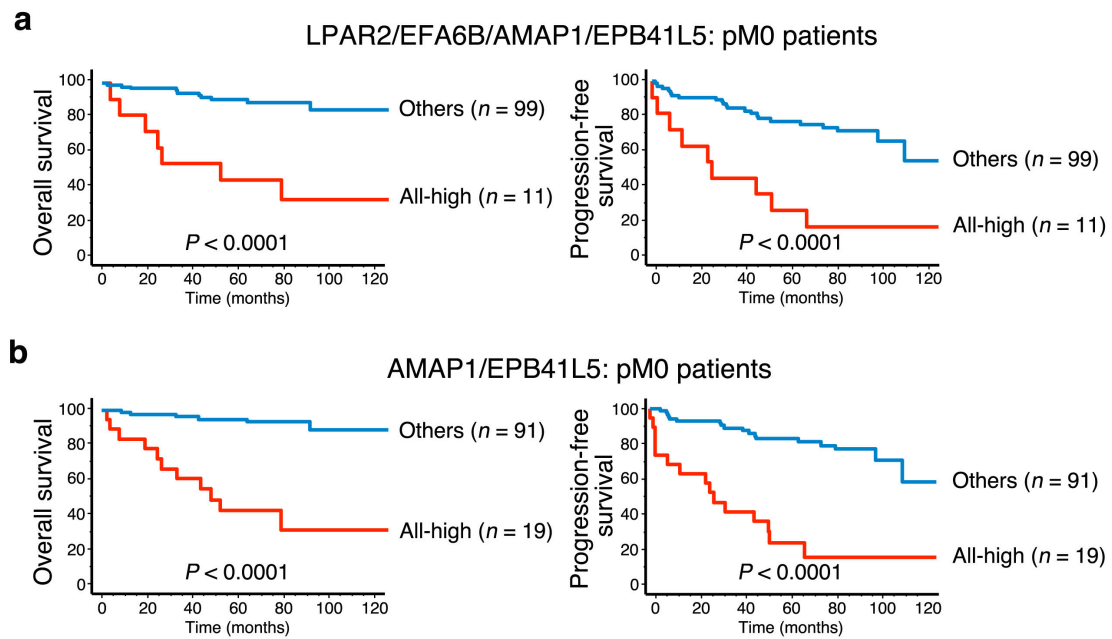 a
LPAR2/EFA6B/AMAP1/EPB41L5: pM0 patients
Overall survival
100
80
60
40
20
0
Others (n = 99)
All-high (n = 11)
P < 0.0001
0 20 40 60 80 100 120
Time (months)
Progression-free
survival
100
80
60
40
20
0
Others (n = 99)
All-high (n = 11)
P < 0.0001
0 20 40 60 80 100 120
Time (months)
b
AMAP1/EPB41L5: pM0 patients
Overall survival
100
80
60
40
20
0
Others (n = 91)
All-high (n = 19)
P < 0.0001
0 20 40 60 80 100 120
Time (months)
Progression-free
survival
100
80
60
40
20
0
Others (n = 91)
All-high (n = 19)
P < 0.0001
0 20 40 60 80 100 120
Time (months)